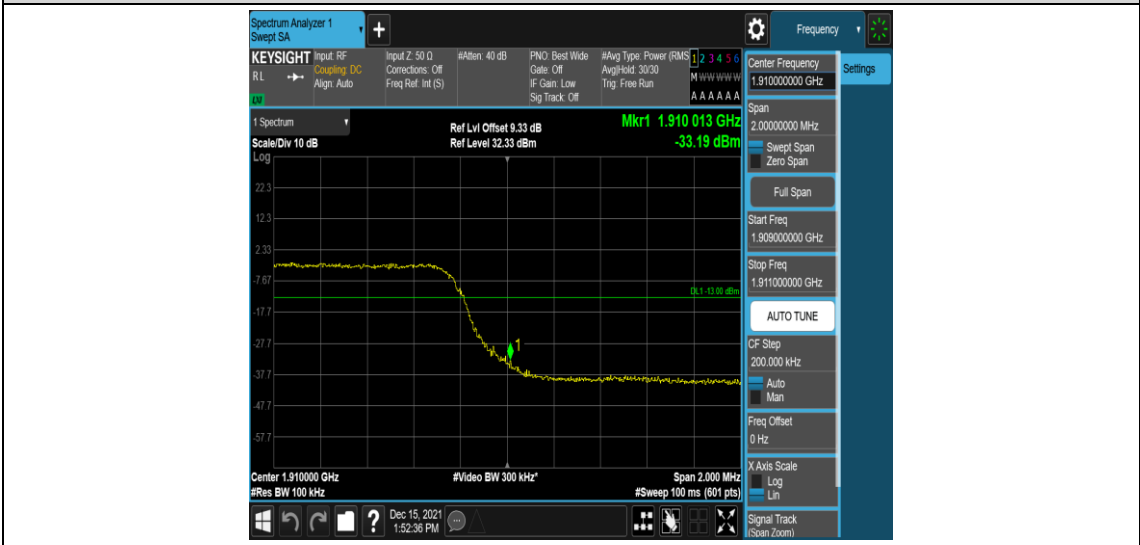 Spectrum Analyzer 1
Swept SA
+
Frequency
KEYSIGHT
R L
LXI
Input: RF
Coupling: DC
Align: Auto
Input Z: 50 Ω
Corrections: Off
Freq Ref: Int (S)
#Atten: 40 dB
PNO: Best Wide
Gate: Off
IF Gain: Low
Sig Track: Off
#Avg Type: Power (RMS
Avg|Hold: 30/30
Trig: Free Run
1 2 3 4 5 6
M W W W W W
A A A A A A
Center Frequency
1.910000000 GHz
Settings
Span
2.00000000 MHz
Swept Span
Zero Span
Full Span
Start Freq
1.909000000 GHz
Stop Freq
1.911000000 GHz
AUTO TUNE
CF Step
200.000 kHz
Auto
Man
Freq Offset
0 Hz
X Axis Scale
Log
Lin
Signal Track
(Span Zoom)
1 Spectrum
Scale/Div 10 dB
Log
Ref Lvl Offset 9.33 dB
Ref Level 32.33 dBm
Mkr1 1.910 013 GHz
-33.19 dBm
22.3
12.3
2.33
-7.67
-17.7
-27.7
-37.7
-47.7
-57.7
DL1 -13.00 dBm
1
Center 1.910000 GHz
#Res BW 100 kHz
#Video BW 300 kHz*
Span 2.000 MHz
#Sweep 100 ms (601 pts)
?
Dec 15, 2021
1:52:36 PM